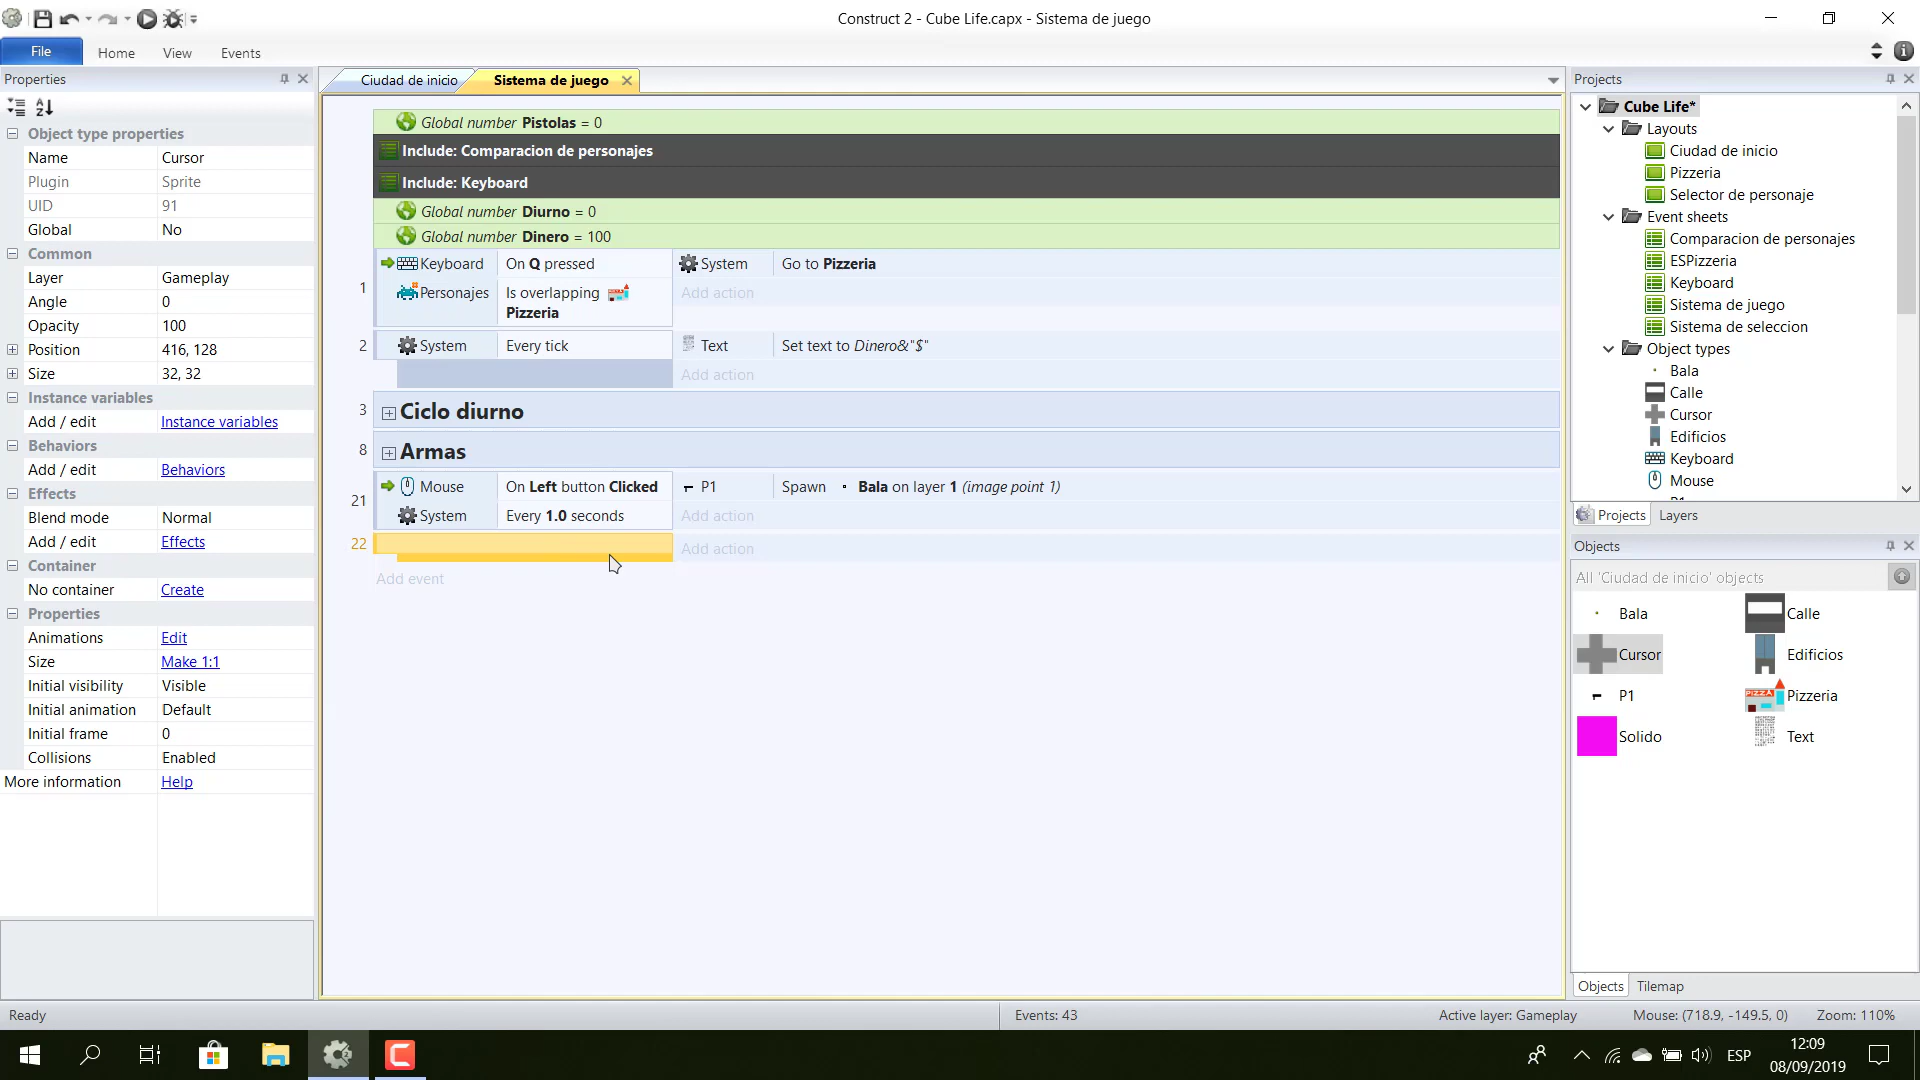 Construct 2 - Cube Life.capx - Sistema de juego
File
Home
View
Events
Properties
Object type properties
Name Cursor
Plugin Sprite
UID 91
Global No
Common
Layer Gameplay
Angle 0
Opacity 100
Position 416, 128
Size 32, 32
Instance variables
Add / edit Instance variables
Behaviors
Add / edit Behaviors
Effects
Blend mode Normal
Add / edit Effects
Container
No container Create
Properties
Animations Edit
Size Make 1:1
Initial visibility Visible
Initial animation Default
Initial frame 0
Collisions Enabled
More information Help
Ciudad de inicio
Sistema de juego
Global number Pistolas = 0
Include: Comparacion de personajes
Include: Keyboard
Global number Diurno = 0
Global number Dinero = 100
1
Keyboard On Q pressed System Go to Pizzeria
Personajes Is overlapping Add action
Pizzeria
2 System Every tick Text Set text to Dinero&"$"
Add action
3 Ciclo diurno
8 Armas
21
Mouse On Left button Clicked P1 Spawn Bala on layer 1 (image point 1)
System Every 1.0 seconds Add action
22 Add action
Add event
Projects
Cube Life*
Layouts
Ciudad de inicio
Pizzeria
Selector de personaje
Event sheets
Comparacion de personajes
ESPizzeria
Keyboard
Sistema de juego
Sistema de seleccion
Object types
Bala
Calle
Cursor
Edificios
Keyboard
Mouse
Projects Layers
Objects
All 'Ciudad de inicio' objects
Bala Calle
Cursor Edificios
P1 PIZZA Pizzeria
Solido Text
Objects Tilemap
Ready
Events: 43
Active layer: Gameplay
Mouse: (718.9, -149.5, 0)
Zoom: 110%
ESP
12:09
08/09/2019